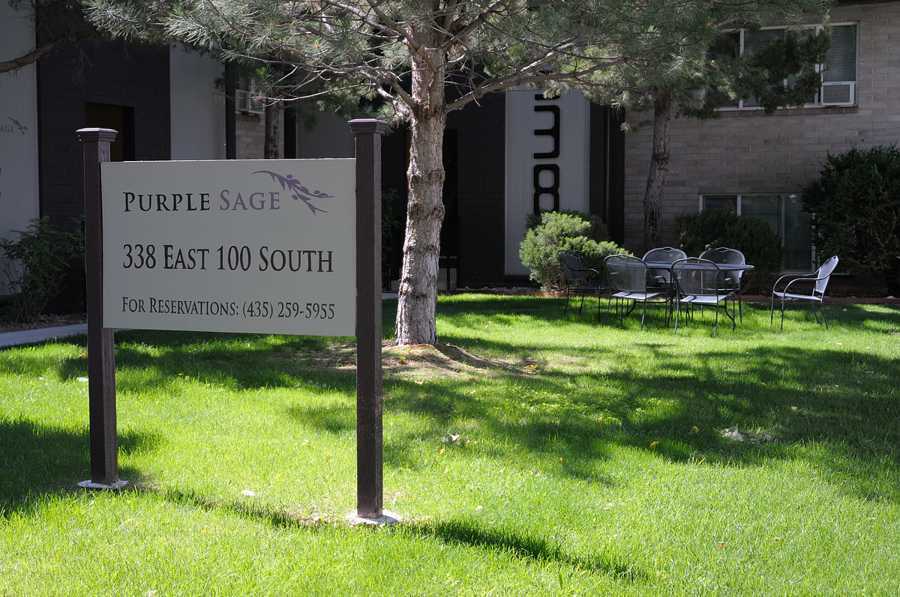 PURPLE SAGE
338 EAST 100 SOUTH
FOR RESERVATIONS: (435) 259-5955